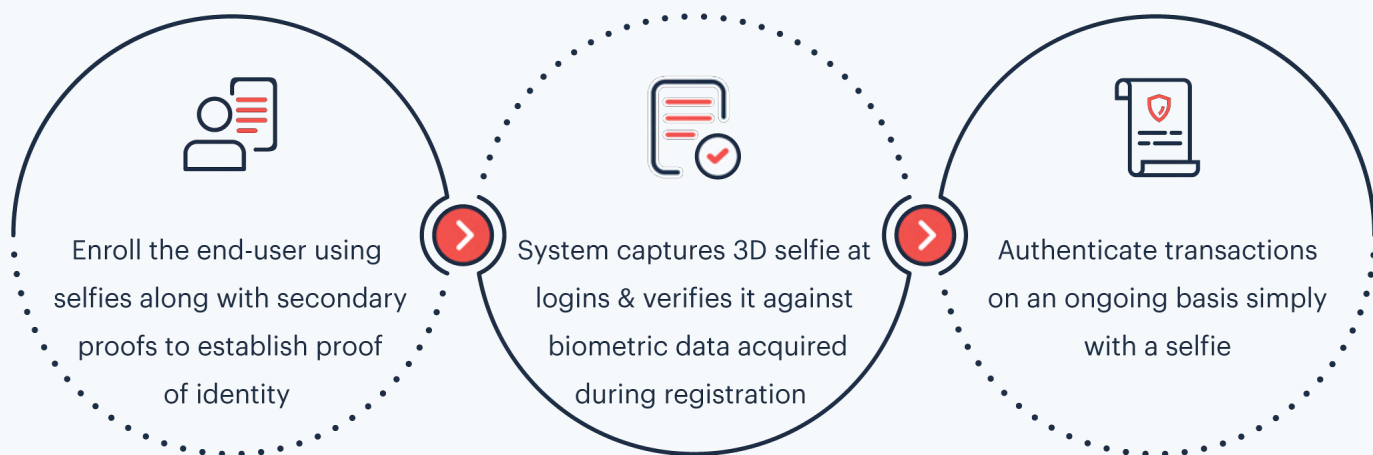 Enroll the end-user using
selfies along with secondary
proofs to establish proof
of identity
System captures 3D selfie at
logins & verifies it against
biometric data acquired
during registration
Authenticate transactions
on an ongoing basis simply
with a selfie